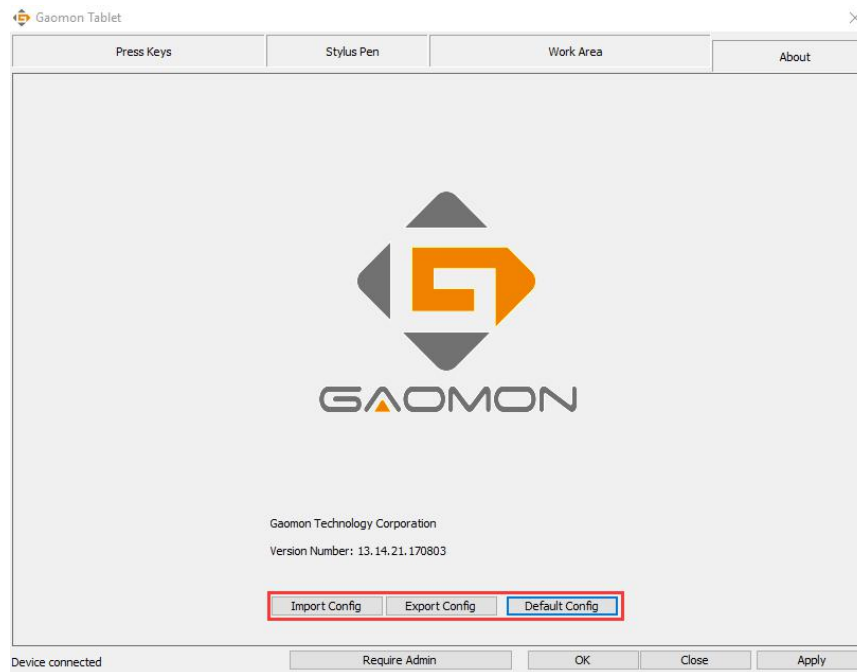 Gaomon Tablet
Press Keys Stylus Pen Work Area About
GAOMON
Gaomon Technology Corporation
Version Number: 13.14.21.170803
Import Config Export Config Default Config
Device connected Require Admin OK Close Apply